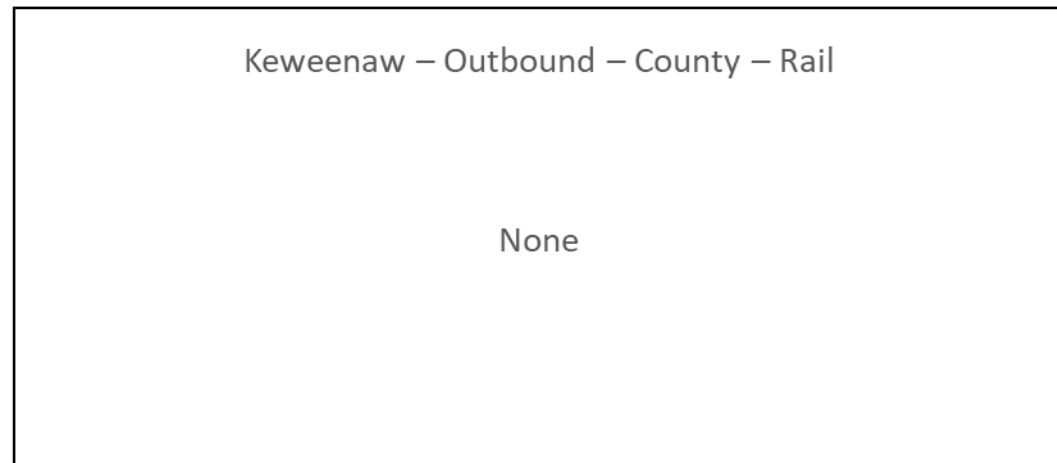 Keweenaw – Outbound – County – Rail
None